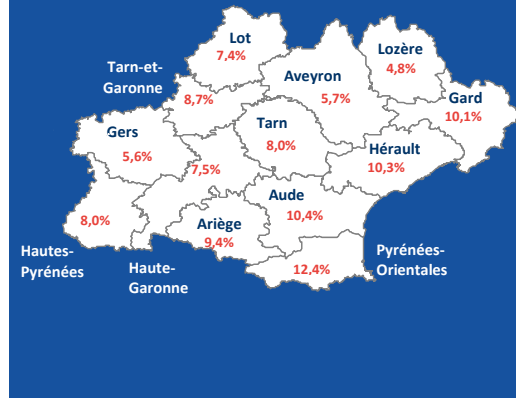 Lot
7,4%
Lozère
4,8%
Tarn-et-
Garonne
8,7%
Aveyron
5,7%
Gard
10,1%
Gers
5,6%
Tarn
8,0%
Hérault
10,3%
7,5%
Aude
10,4%
Ariège
9,4%
8,0%
Hautes-
Pyrénées
Haute-
Garonne
12,4%
Pyrénées-
Orientales